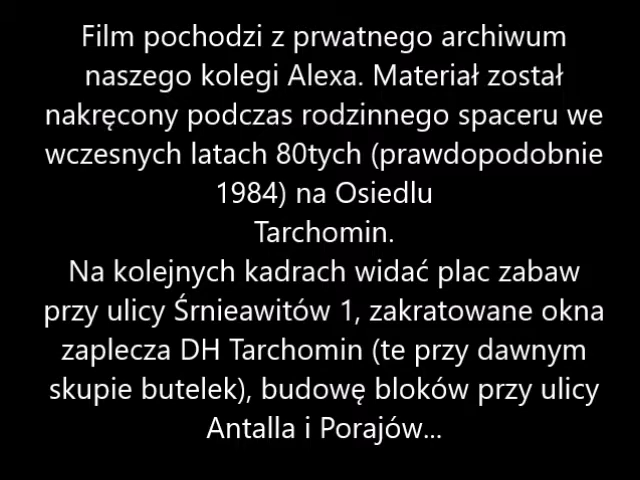 Film pochodzi z prwatnego archiwum
naszego kolegi Alexa. Materiał został
nakręcony podczas rodzinnego spaceru we
wczesnych latach 80tych (prawdopodobnie
1984) na Osiedlu
Tarchomin.
Na kolejnych kadrach widać plac zabaw
przy ulicy Śrnieawitów 1, zakratowane okna
zaplecza DH Tarchomin (te przy dawnym
skupie butelek), budowę bloków przy ulicy
Antalla i Porajów...